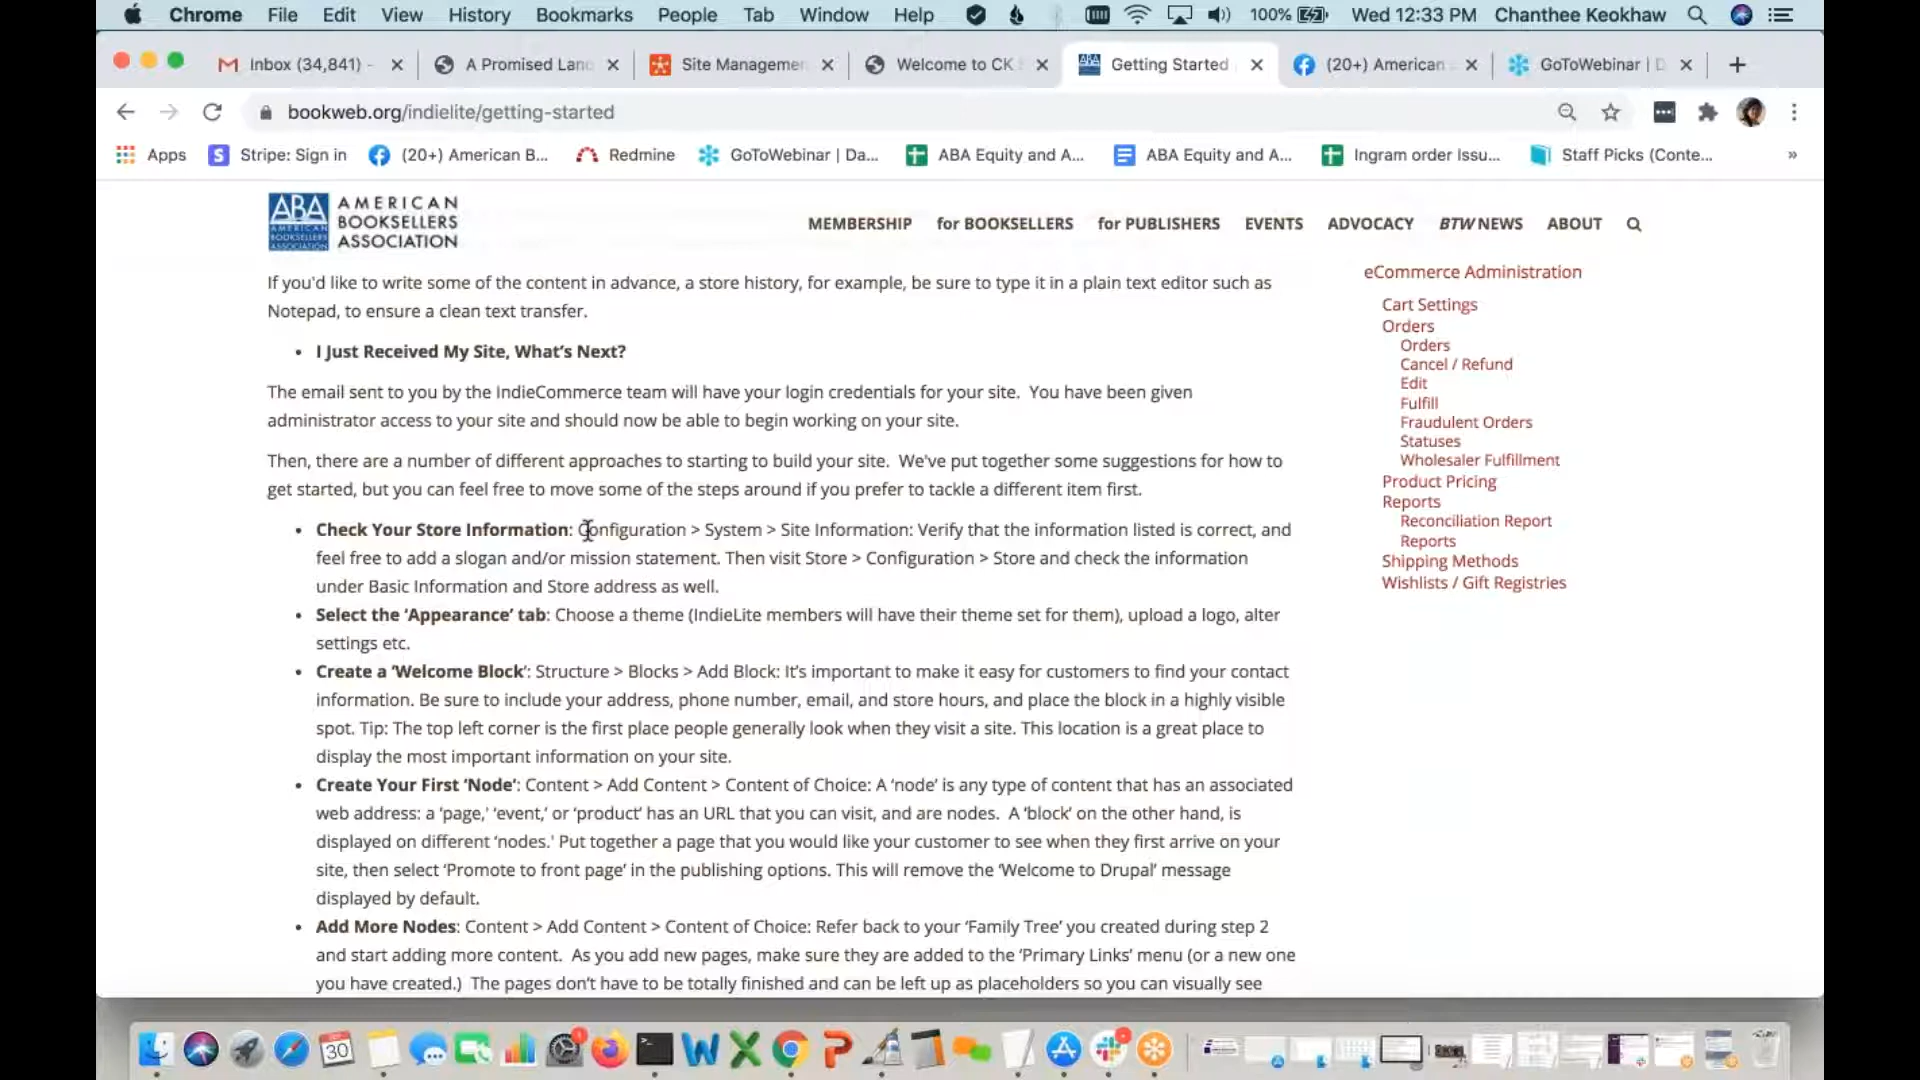 Chrome File Edit View History Bookmarks People Tab Window Help 100% Wed 12:33 PM Chanthee Keokhaw
Inbox (34,841) - A Promised Lan Site Managemen Welcome to CK Getting Started (20+) American GoToWebinar | D
bookweb.org/indielite/getting-started
Apps Stripe: Sign in (20+) American B... Redmine GoToWebinar | Da... ABA Equity and A... ABA Equity and A... Ingram order Issu... Staff Picks (Conte... »
ABA AMERICAN BOOKSELLERS ASSOCIATION
AMERICAN
BOOKSELLERS
ASSOCIATION
MEMBERSHIP for BOOKSELLERS for PUBLISHERS EVENTS ADVOCACY BTW NEWS ABOUT
If you'd like to write some of the content in advance, a store history, for example, be sure to type it in a plain text editor such as
Notepad, to ensure a clean text transfer.
• I Just Received My Site, What's Next?
The email sent to you by the IndieCommerce team will have your login credentials for your site. You have been given
administrator access to your site and should now be able to begin working on your site.
Then, there are a number of different approaches to starting to build your site. We've put together some suggestions for how to
get started, but you can feel free to move some of the steps around if you prefer to tackle a different item first.
• Check Your Store Information: Configuration > System > Site Information: Verify that the information listed is correct, and
feel free to add a slogan and/or mission statement. Then visit Store > Configuration > Store and check the information
under Basic Information and Store address as well.
• Select the 'Appearance' tab: Choose a theme (IndieLite members will have their theme set for them), upload a logo, alter
settings etc.
• Create a 'Welcome Block': Structure > Blocks > Add Block: It's important to make it easy for customers to find your contact
information. Be sure to include your address, phone number, email, and store hours, and place the block in a highly visible
spot. Tip: The top left corner is the first place people generally look when they visit a site. This location is a great place to
display the most important information on your site.
• Create Your First 'Node': Content > Add Content > Content of Choice: A 'node' is any type of content that has an associated
web address: a 'page,' 'event,' or 'product' has an URL that you can visit, and are nodes. A 'block' on the other hand, is
displayed on different 'nodes.' Put together a page that you would like your customer to see when they first arrive on your
site, then select 'Promote to front page' in the publishing options. This will remove the 'Welcome to Drupal' message
displayed by default.
• Add More Nodes: Content > Add Content > Content of Choice: Refer back to your 'Family Tree' you created during step 2
and start adding more content. As you add new pages, make sure they are added to the 'Primary Links' menu (or a new one
you have created.) The pages don't have to be totally finished and can be left up as placeholders so you can visually see
eCommerce Administration
Cart Settings
Orders
Orders
Cancel / Refund
Edit
Fulfill
Fraudulent Orders
Statuses
Wholesaler Fulfillment
Product Pricing
Reports
Reconciliation Report
Reports
Shipping Methods
Wishlists / Gift Registries
30